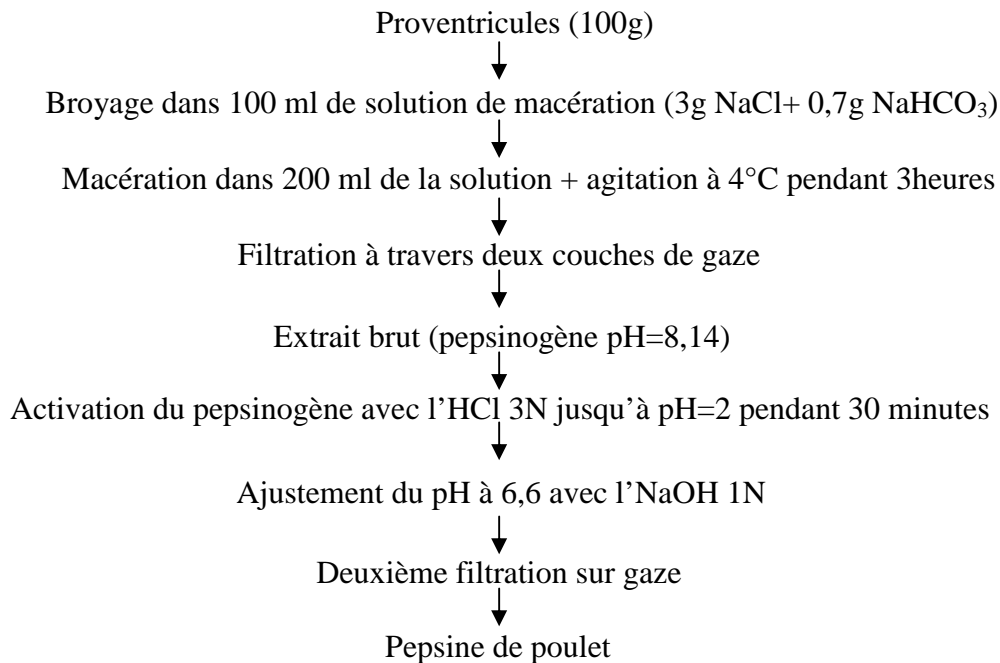 Proventricules (100g)
Broyage dans 100 ml de solution de macération (3g NaCl+ 0,7g NaHCO₃)
Macération dans 200 ml de la solution + agitation à 4°C pendant 3heures
Filtration à travers deux couches de gaze
Extrait brut (pepsinogène pH=8,14)
Activation du pepsinogène avec l'HCl 3N jusqu'à pH=2 pendant 30 minutes
Ajustement du pH à 6,6 avec l'NaOH 1N
Deuxième filtration sur gaze
Pepsine de poulet